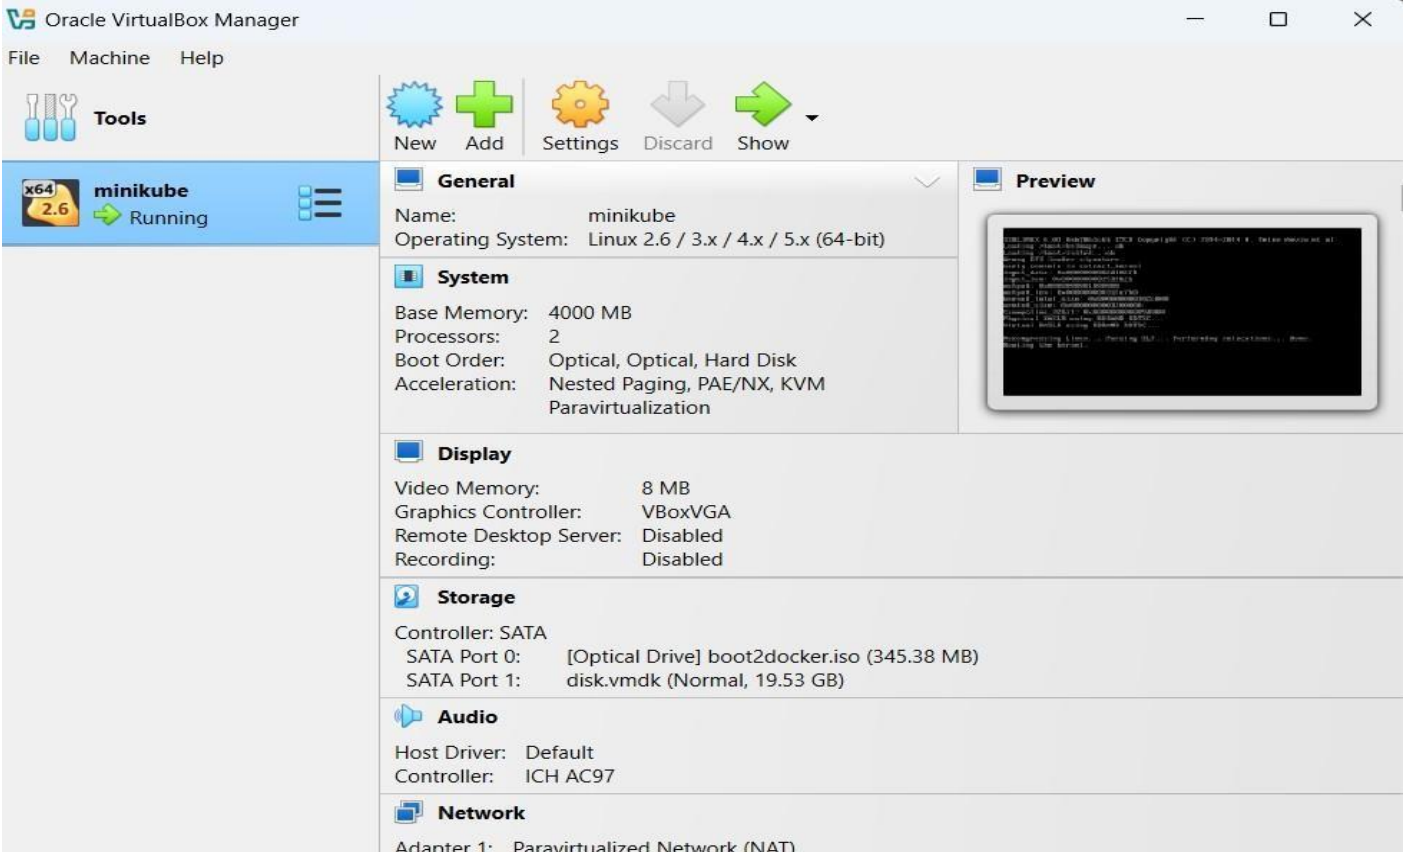 Oracle VirtualBox Manager
File Machine Help
Tools
New Add Settings Discard Show
x64
2.6
minikube
Running
General
Name: minikube
Operating System: Linux 2.6 / 3.x / 4.x / 5.x (64-bit)
System
Base Memory: 4000 MB
Processors: 2
Boot Order: Optical, Optical, Hard Disk
Acceleration: Nested Paging, PAE/NX, KVM
Paravirtualization
Preview
Display
Video Memory: 8 MB
Graphics Controller: VBoxVGA
Remote Desktop Server: Disabled
Recording: Disabled
Storage
Controller: SATA
SATA Port 0: [Optical Drive] boot2docker.iso (345.38 MB)
SATA Port 1: disk.vmdk (Normal, 19.53 GB)
Audio
Host Driver: Default
Controller: ICH AC97
Network
Adapter 1: Paravirtualized Network (NAT)